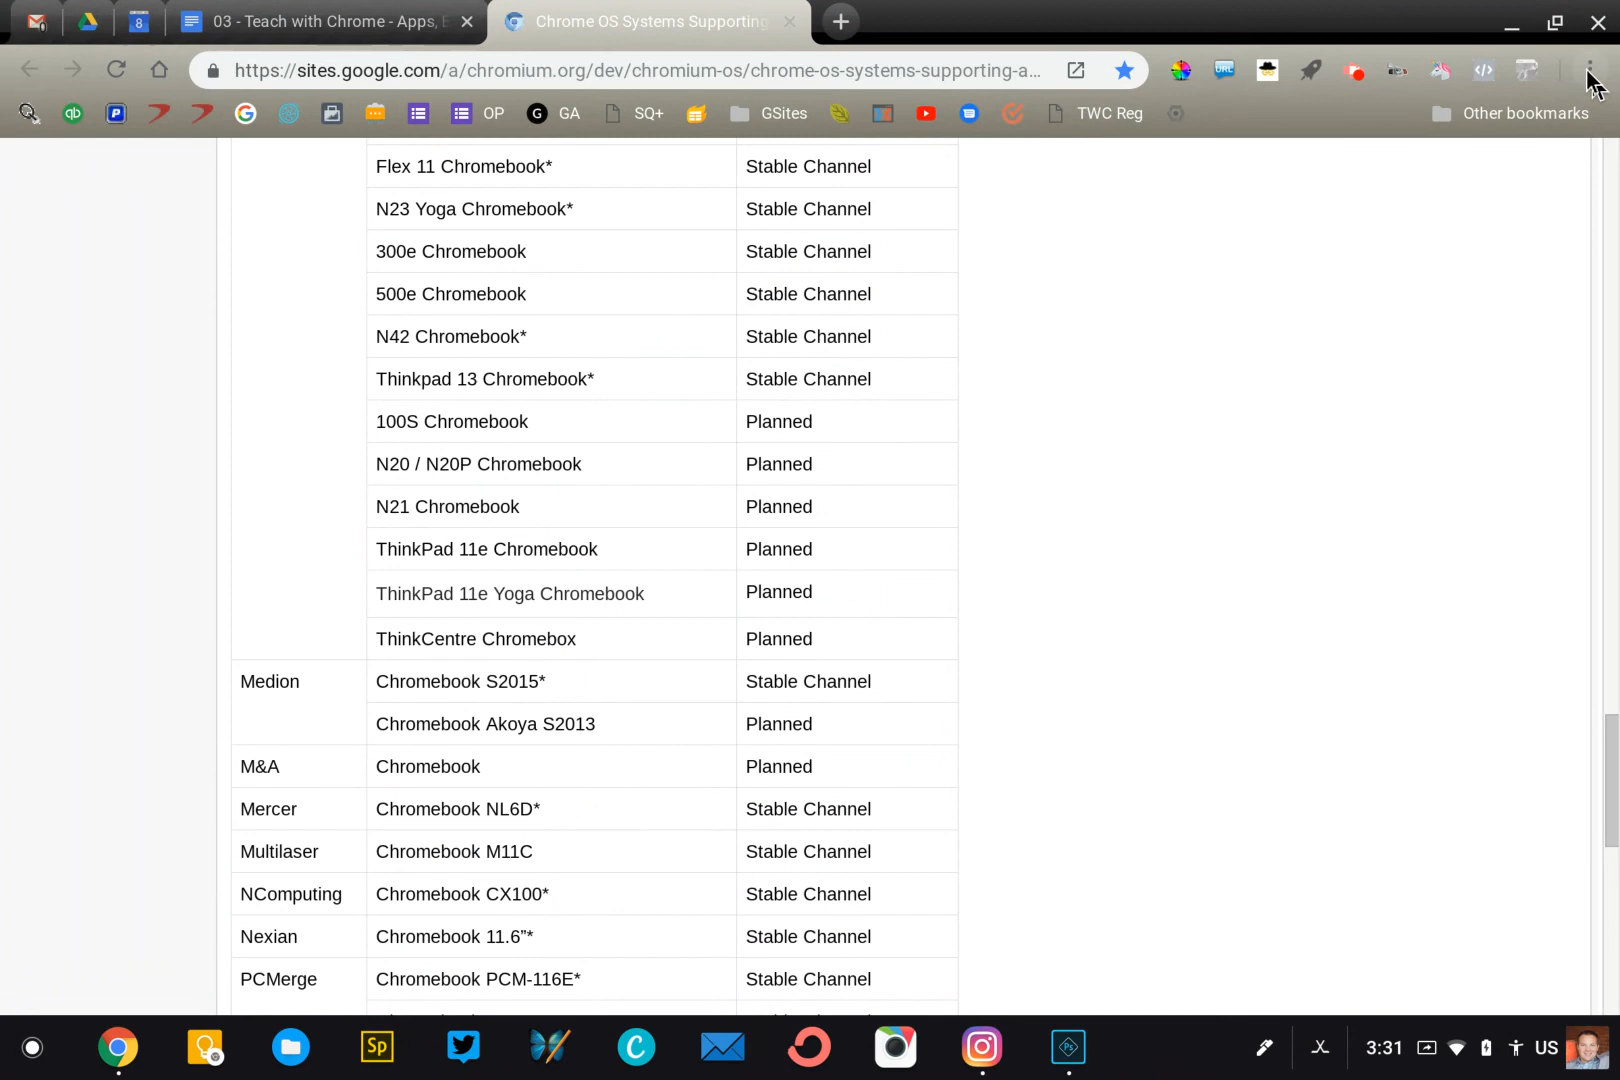 8
03 - Teach with Chrome - Apps, E
Chrome OS Systems Supporting
https://sites.google.com/a/chromium.org/dev/chromium-os/chrome-os-systems-supporting-a...
URL
</>
qb
P
G
OP
G
GA
SQ+
GSites
TWC Reg
Other bookmarks
Flex 11 Chromebook* Stable Channel
N23 Yoga Chromebook* Stable Channel
300e Chromebook Stable Channel
500e Chromebook Stable Channel
N42 Chromebook* Stable Channel
Thinkpad 13 Chromebook* Stable Channel
100S Chromebook Planned
N20 / N20P Chromebook Planned
N21 Chromebook Planned
ThinkPad 11e Chromebook Planned
ThinkPad 11e Yoga Chromebook Planned
ThinkCentre Chromebox Planned
Medion Chromebook S2015* Stable Channel
Chromebook Akoya S2013 Planned
M&A Chromebook Planned
Mercer Chromebook NL6D* Stable Channel
Multilaser Chromebook M11C Stable Channel
NComputing Chromebook CX100* Stable Channel
Nexian Chromebook 11.6”* Stable Channel
PCMerge Chromebook PCM-116E* Stable Channel
Sp
C
Ps
3:31
US